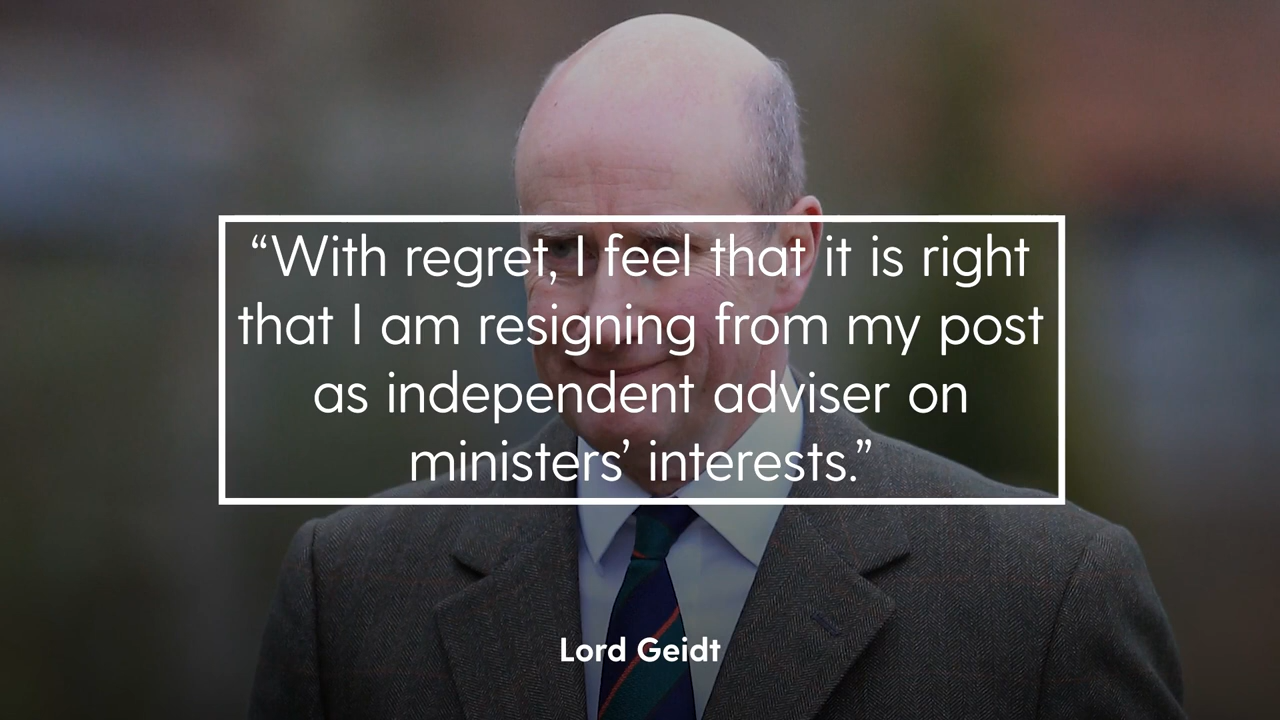 “With regret, I feel that it is right
that I am resigning from my post
as independent adviser on
ministers’ interests.”
Lord Geidt